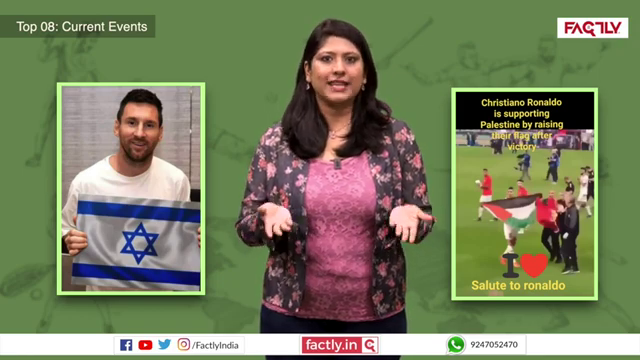 Top 08: Current Events
FACTLY
Christiano Ronaldo
is supporting
Palestine by raising
their flag after
victory-
I
Salute to ronaldo
/FactlyIndia
factly.in
9247052470